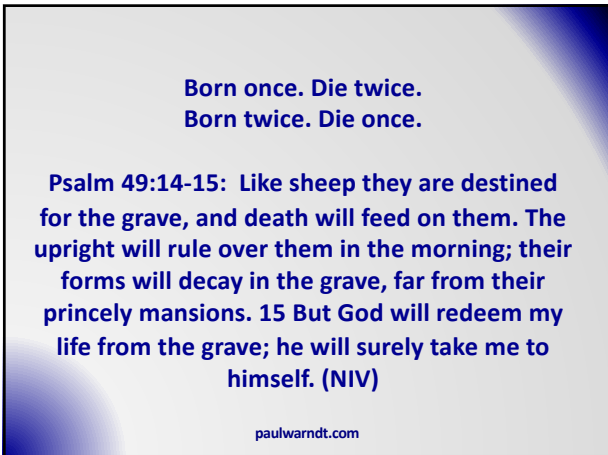 Born once. Die twice.
Born twice. Die once.
Psalm 49:14-15:  Like sheep they are destined
for the grave, and death will feed on them. The
upright will rule over them in the morning; their
forms will decay in the grave, far from their
princely mansions. 15 But God will redeem my
life from the grave; he will surely take me to
himself. (NIV)
paulwarndt.com